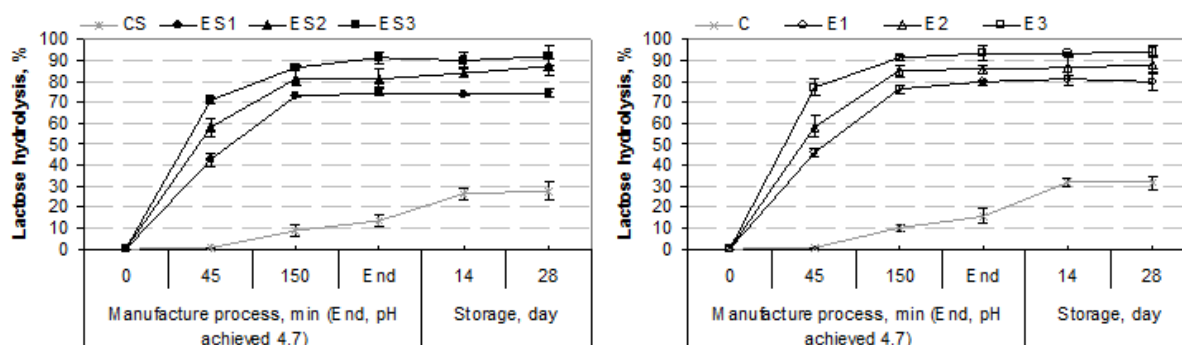 CS ES1 ES2 ES3
Lactose hydrolysis, %
100
90
80
70
60
50
40
30
20
10
0
0 45 150 End 14 28
Manufacture process, min (End, pH achieved 4.7)
Storage, day
C E1 E2 E3
Lactose hydrolysis, %
100
90
80
70
60
50
40
30
20
10
0
0 45 150 End 14 28
Manufacture process, min (End, pH achieved 4.7)
Storage, day